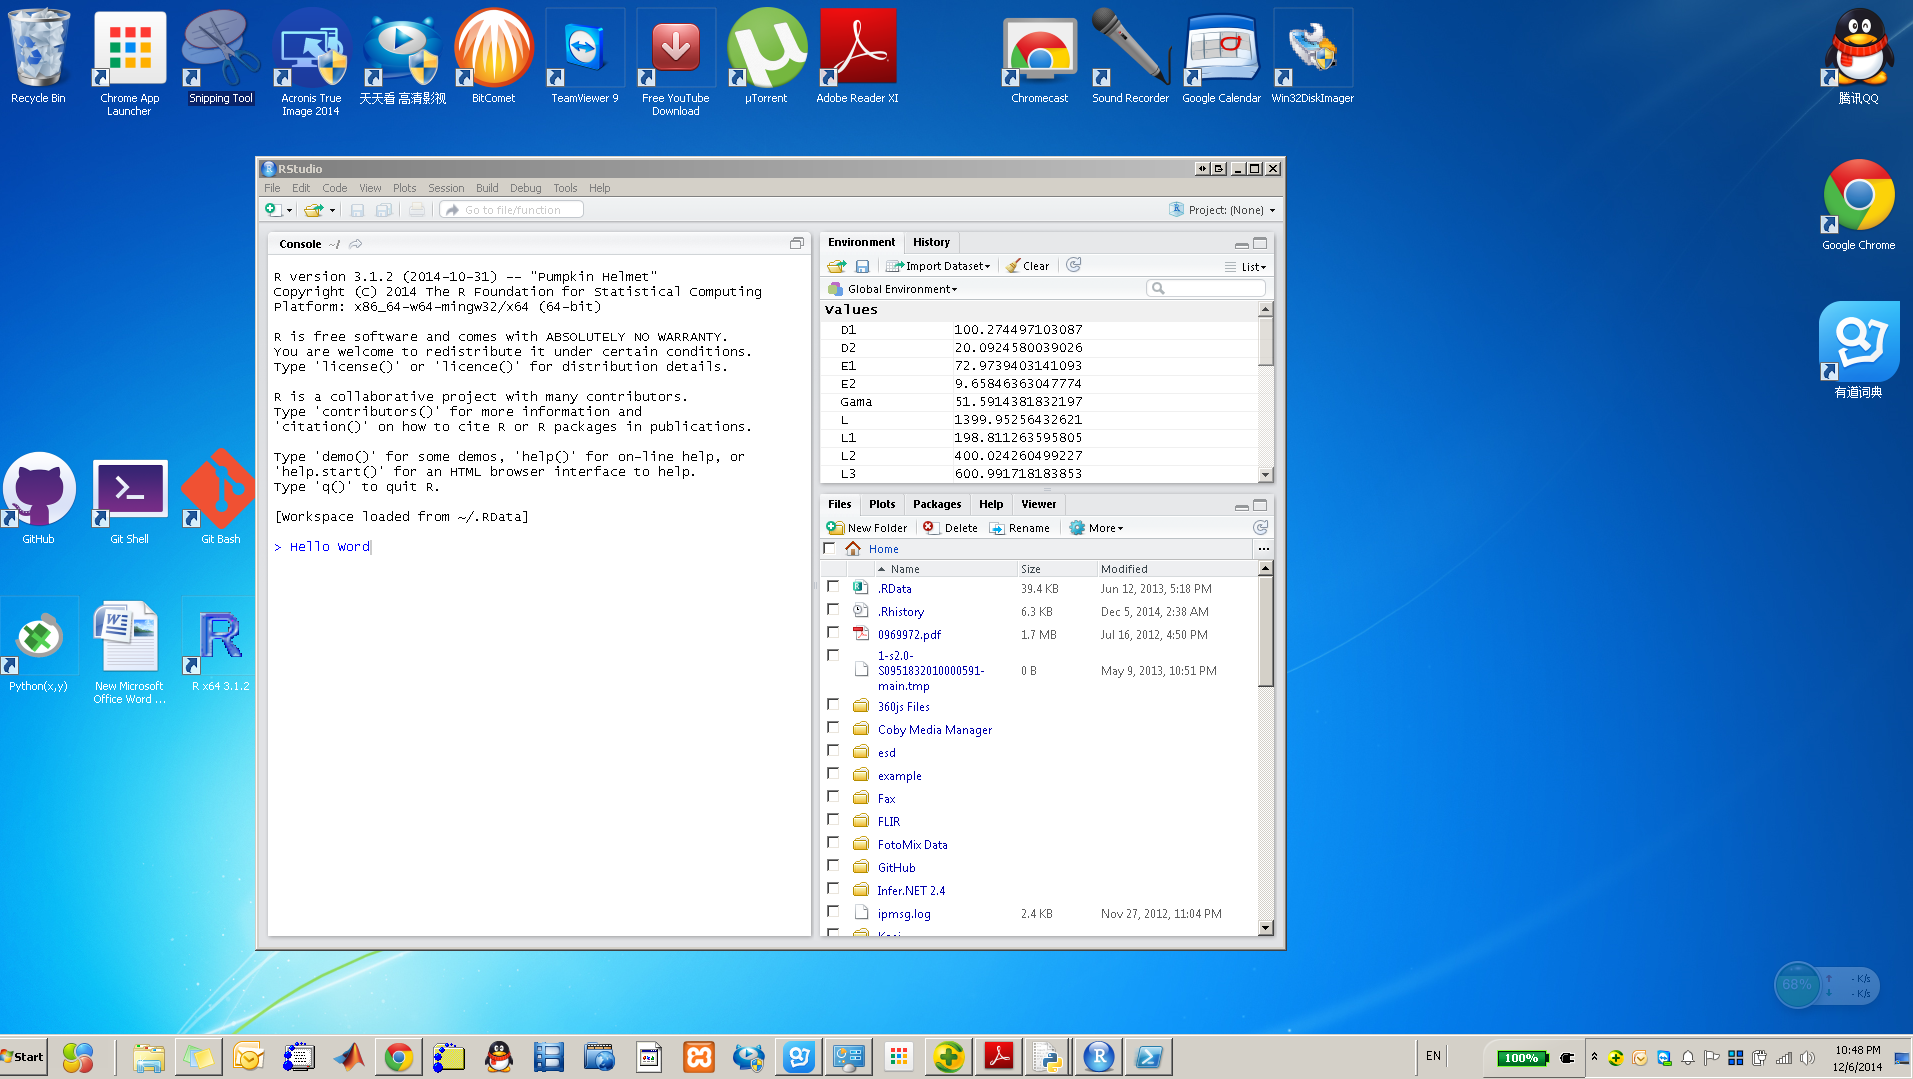 Recycle Bin
Chrome App
Launcher
Snipping Tool
Acronis True
Image 2014
天天看 高清影视
BitComet
TeamViewer 9
Free YouTube
Download
µTorrent
Adobe Reader XI
Chromecast
Sound Recorder
Google Calendar
Win32DiskImager
腾讯QQ
Google Chrome
有道词典
GitHub
Git Shell
Git Bash
Python(x,y)
New Microsoft
Office Word ...
R x64 3.1.2
RStudio
File Edit Code View Plots Session Build Debug Tools Help
Go to file/function
Project: (None)
Console ~/
R version 3.1.2 (2014-10-31) -- "Pumpkin Helmet"
Copyright (C) 2014 The R Foundation for Statistical Computing
Platform: x86_64-w64-mingw32/x64 (64-bit)
R is free software and comes with ABSOLUTELY NO WARRANTY.
You are welcome to redistribute it under certain conditions.
Type 'license()' or 'licence()' for distribution details.
R is a collaborative project with many contributors.
Type 'contributors()' for more information and
'citation()' on how to cite R or R packages in publications.
Type 'demo()' for some demos, 'help()' for on-line help, or
'help.start()' for an HTML browser interface to help.
Type 'q()' to quit R.
[Workspace loaded from ~/.RData]
> Hello Word
Environment History
Import Dataset Clear List
Global Environment
Values
D1 100.274497103087
D2 20.0924580039026
E1 72.9739403141093
E2 9.65846363047774
Gama 51.5914381832197
L 1399.95256432621
L1 198.811263595805
L2 400.024260499227
L3 600.991718183853
Files Plots Packages Help Viewer
New Folder Delete Rename More
Home ...
Name Size Modified
.RData 39.4 KB Jun 12, 2013, 5:18 PM
.Rhistory 6.3 KB Dec 5, 2014, 2:38 AM
0969972.pdf 1.7 MB Jul 16, 2012, 4:50 PM
1-s2.0-
S0951832010000591- 0 B May 9, 2013, 10:51 PM
main.tmp
360js Files
Coby Media Manager
esd
example
Fax
FLIR
FotoMix Data
GitHub
Infer.NET 2.4
ipmsg.log 2.4 KB Nov 27, 2012, 11:04 PM
68%
- K/s
- K/s
Start
EN
100%
10:48 PM
12/6/2014